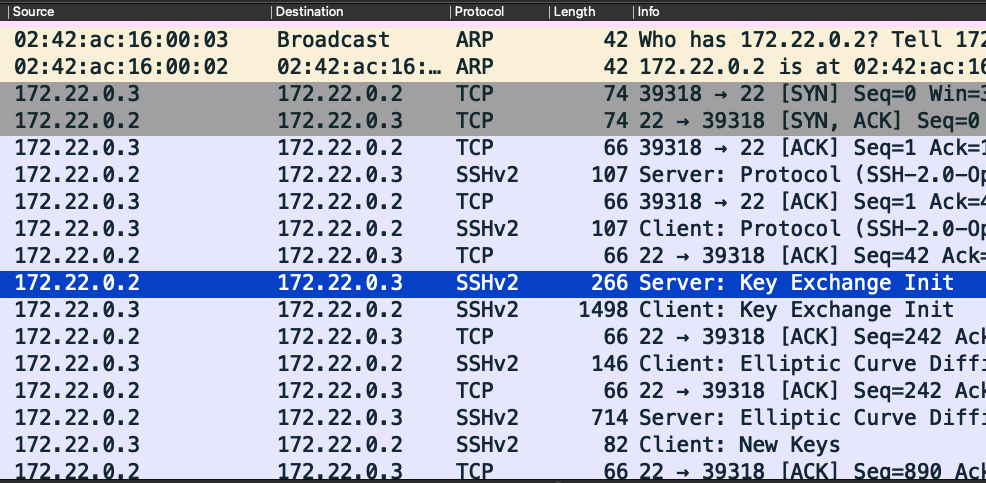 Source Destination Protocol Length Info
02:42:ac:16:00:03 Broadcast ARP 42 Who has 172.22.0.2? Tell 172
02:42:ac:16:00:02 02:42:ac:16:… ARP 42 172.22.0.2 is at 02:42:ac:16
172.22.0.3 172.22.0.2 TCP 74 39318 → 22 [SYN] Seq=0 Win=3
172.22.0.2 172.22.0.3 TCP 74 22 → 39318 [SYN, ACK] Seq=0
172.22.0.3 172.22.0.2 TCP 66 39318 → 22 [ACK] Seq=1 Ack=1
172.22.0.2 172.22.0.3 SSHv2 107 Server: Protocol (SSH-2.0-Op
172.22.0.3 172.22.0.2 TCP 66 39318 → 22 [ACK] Seq=1 Ack=4
172.22.0.3 172.22.0.2 SSHv2 107 Client: Protocol (SSH-2.0-Op
172.22.0.2 172.22.0.3 TCP 66 22 → 39318 [ACK] Seq=42 Ack=
172.22.0.2 172.22.0.3 SSHv2 266 Server: Key Exchange Init
172.22.0.3 172.22.0.2 SSHv2 1498 Client: Key Exchange Init
172.22.0.2 172.22.0.3 TCP 66 22 → 39318 [ACK] Seq=242 Ack
172.22.0.3 172.22.0.2 SSHv2 146 Client: Elliptic Curve Diffi
172.22.0.2 172.22.0.3 TCP 66 22 → 39318 [ACK] Seq=242 Ack
172.22.0.2 172.22.0.3 SSHv2 714 Server: Elliptic Curve Diffi
172.22.0.3 172.22.0.2 SSHv2 82 Client: New Keys
172.22.0.2 172.22.0.3 TCP 66 22 → 39318 [ACK] Seq=890 Ack